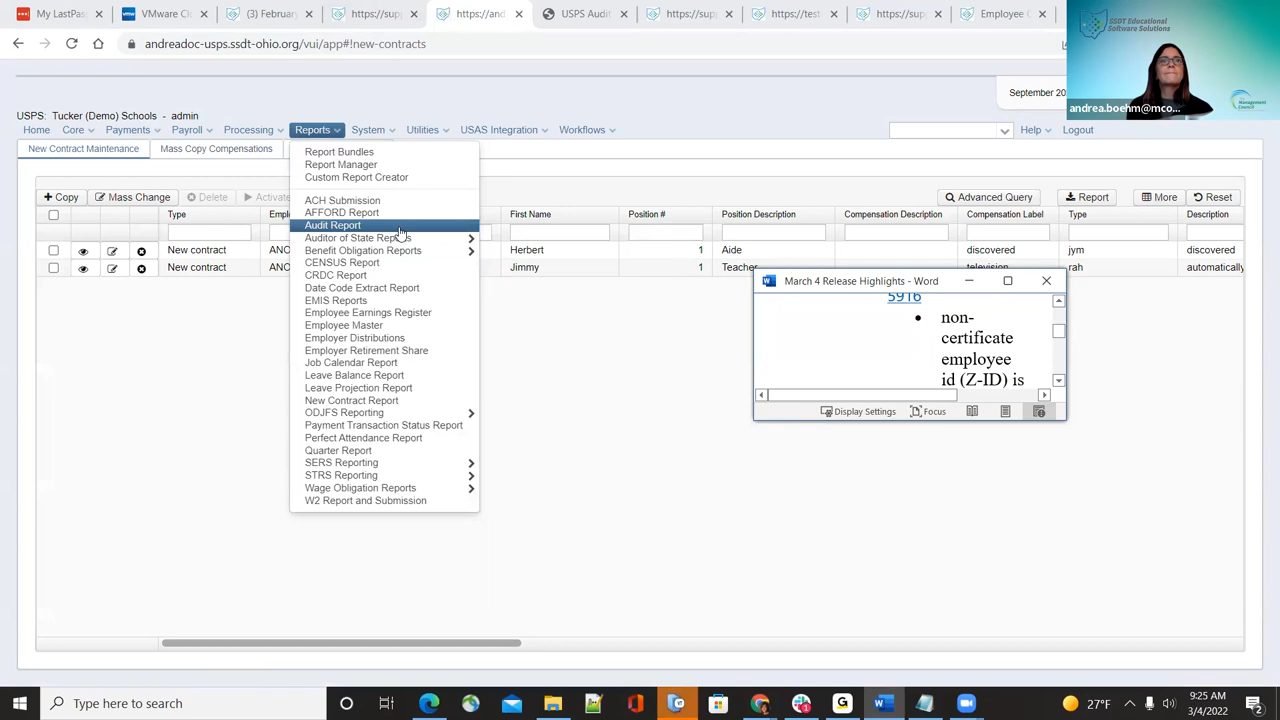 My LastPass
VMware C
(3) Februar
https://supp
https://and
USPS Audit
https://supp
https://test
https://supp
Employee C
andreadoc-usps.ssdt-ohio.org/vui/app#!new-contracts
SSDT Educational
Software Solutions
andrea.boehm@mco...
Management
Council
September 20
USPS: Tucker (Demo) Schools - admin
Home Core Payments Payroll Processing Reports System Utilities USAS Integration Workflows Help Logout
New Contract Maintenance Mass Copy Compensations
Copy Mass Change Delete Activate Advanced Query Report More Reset
Type First Name Position # Position Description Compensation Description Compensation Label Type Description
New contract ANO Herbert 1 Aide discovered jym discovered
New contract ANO Jimmy 1 Teacher television rah automatically
Report Bundles
Report Manager
Custom Report Creator
ACH Submission
AFFORD Report
Audit Report
Auditor of State Reports
Benefit Obligation Reports
CENSUS Report
CRDC Report
Date Code Extract Report
EMIS Reports
Employee Earnings Register
Employee Master
Employer Distributions
Employer Retirement Share
Job Calendar Report
Leave Balance Report
Leave Projection Report
New Contract Report
ODJFS Reporting
Payment Transaction Status Report
Perfect Attendance Report
Quarter Report
SERS Reporting
STRS Reporting
Wage Obligation Reports
W2 Report and Submission
March 4 Release Highlights - Word
5916
non-
certificate
employee
id (Z-ID) is
Display Settings Focus
Type here to search
27°F
9:25 AM
3/4/2022